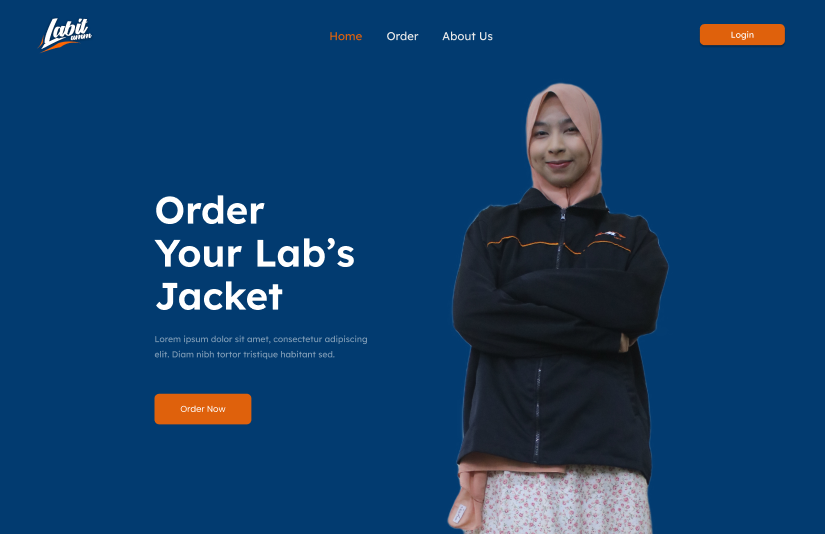 Labit
umm
Home Order About Us
Login
Order
Your Lab’s
Jacket
Lorem ipsum dolor sit amet, consectetur adipiscing
elit. Diam nibh tortor tristique habitant sed.
Order Now